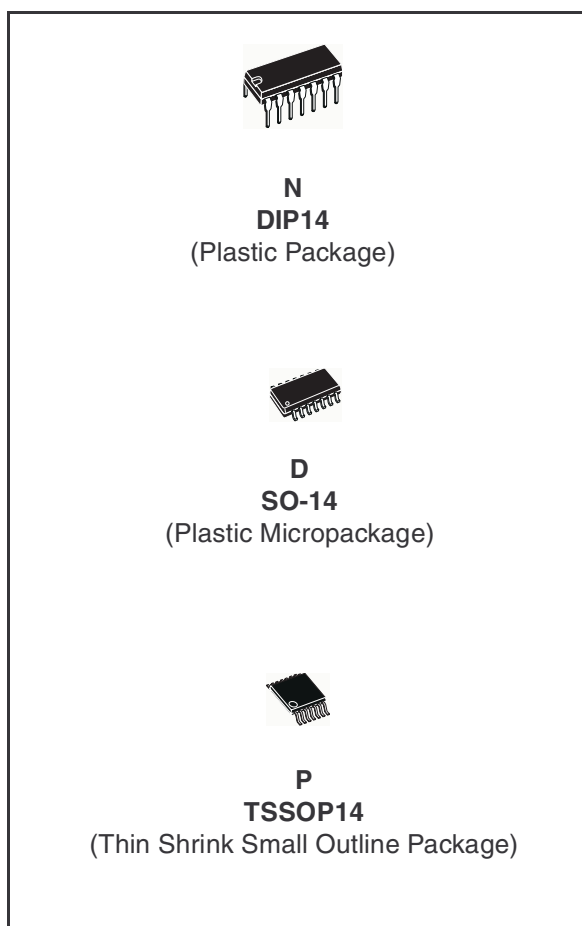 N
DIP14
(Plastic Package)
D
SO-14
(Plastic Micropackage)
P
TSSOP14
(Thin Shrink Small Outline Package)